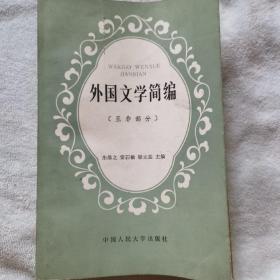 WAIGUO WENXUE
JIANBIAN
外国文学简编
（亚非部分）
朱维之 雷石榆 梁立基 主编
中国人民大学出版社